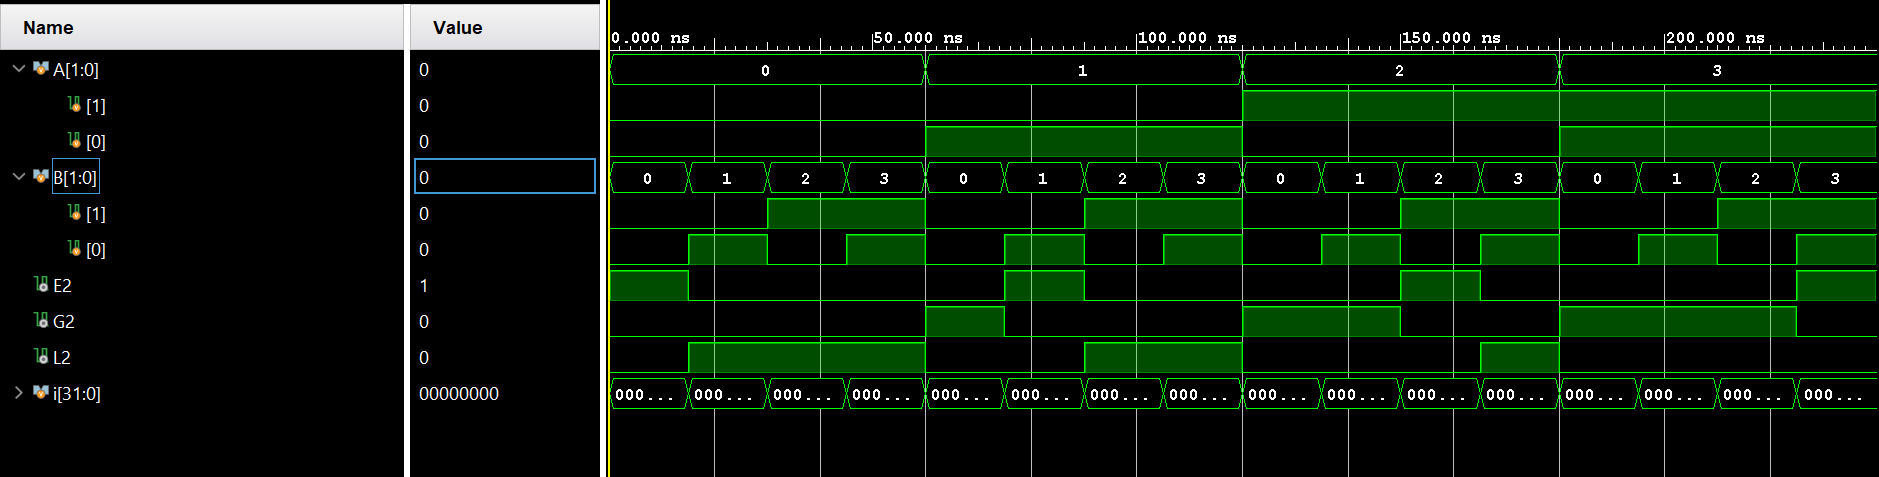 Name Value
0.000 ns 50.000 ns 100.000 ns 150.000 ns 200.000 ns
A[1:0] 0 0 1 2 3
[1] 0
[0] 0
B[1:0] 0 0 1 2 3 0 1 2 3 0 1 2 3 0 1 2 3
[1] 0
[0] 0
E2 1
G2 0
L2 0
i[31:0] 00000000 000... 000... 000... 000... 000... 000... 000... 000... 000... 000... 000... 000... 000... 000... 000... 000...